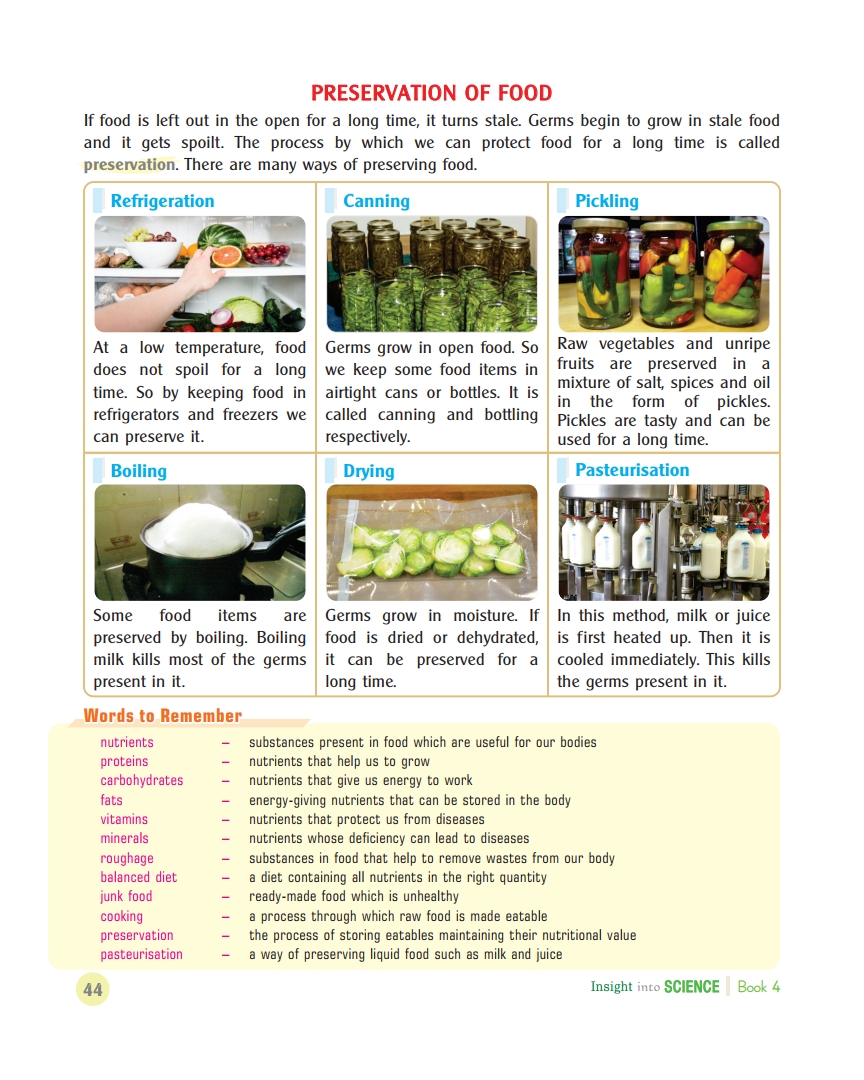 PRESERVATION OF FOOD
If food is left out in the open for a long time, it turns stale. Germs begin to grow in stale food
and it gets spoilt. The process by which we can protect food for a long time is called
preservation. There are many ways of preserving food.
Refrigeration
At a low temperature, food
does not spoil for a long
time. So by keeping food in
refrigerators and freezers we
can preserve it.
Canning
Germs grow in open food. So
we keep some food items in
airtight cans or bottles. It is
called canning and bottling
respectively.
Pickling
Raw vegetables and unripe
fruits are preserved in a
mixture of salt, spices and oil
in the form of pickles.
Pickles are tasty and can be
used for a long time.
Boiling
Some food items are
preserved by boiling. Boiling
milk kills most of the germs
present in it.
Drying
Germs grow in moisture. If
food is dried or dehydrated,
it can be preserved for a
long time.
Pasteurisation
In this method, milk or juice
is first heated up. Then it is
cooled immediately. This kills
the germs present in it.
Words to Remember
nutrients – substances present in food which are useful for our bodies
proteins – nutrients that help us to grow
carbohydrates – nutrients that give us energy to work
fats – energy-giving nutrients that can be stored in the body
vitamins – nutrients that protect us from diseases
minerals – nutrients whose deficiency can lead to diseases
roughage – substances in food that help to remove wastes from our body
balanced diet – a diet containing all nutrients in the right quantity
junk food – ready-made food which is unhealthy
cooking – a process through which raw food is made eatable
preservation – the process of storing eatables maintaining their nutritional value
pasteurisation – a way of preserving liquid food such as milk and juice
44
Insight into SCIENCE Book 4